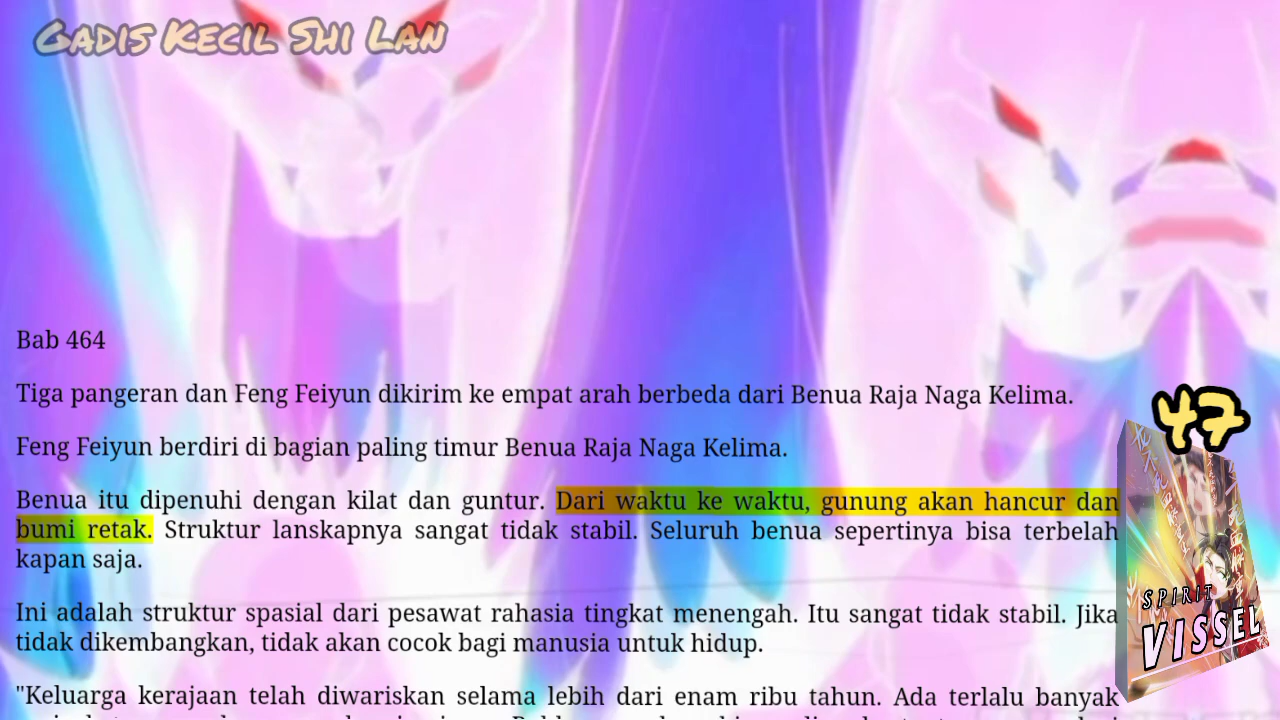 Gadis Kecil Shi Lan
Bab 464
Tiga pangeran dan Feng Feiyun dikirim ke empat arah berbeda dari Benua Raja Naga Kelima.
Feng Feiyun berdiri di bagian paling timur Benua Raja Naga Kelima.
Benua itu dipenuhi dengan kilat dan guntur. Dari waktu ke waktu, gunung akan hancur dan
bumi retak. Struktur lanskapnya sangat tidak stabil. Seluruh benua sepertinya bisa terbelah
kapan saja.
Ini adalah struktur spasial dari pesawat rahasia tingkat menengah. Itu sangat tidak stabil. Jika
tidak dikembangkan, tidak akan cocok bagi manusia untuk hidup.
"Keluarga kerajaan telah diwariskan selama lebih dari enam ribu tahun. Ada terlalu banyak
47
SPIRIT
VISSEL